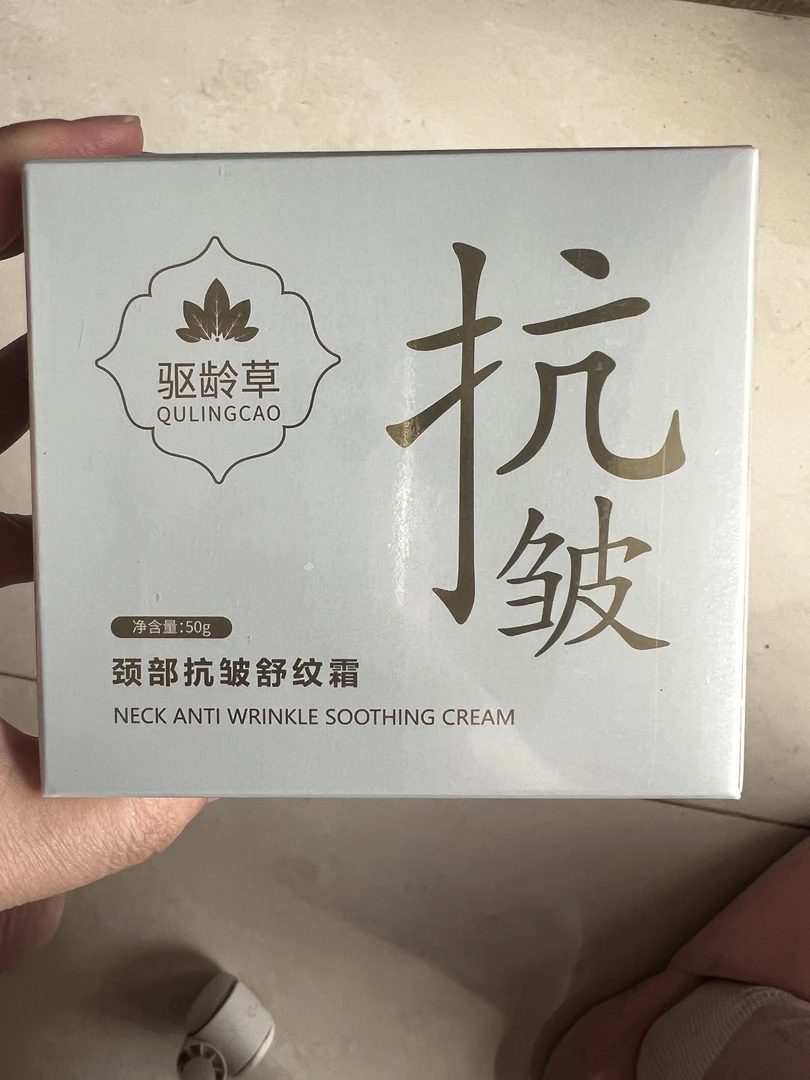 驱龄草
QULINGCAO
抗
皱
净含量:50g
颈部抗皱舒纹霜
NECK ANTI WRINKLE SOOTHING CREAM